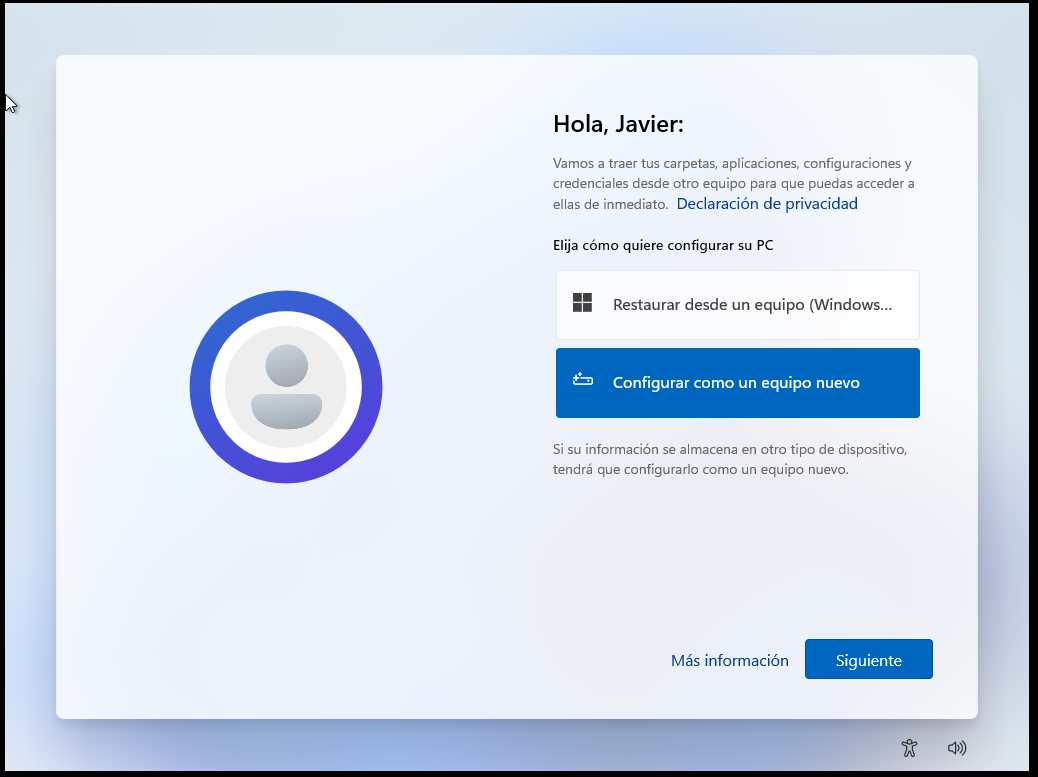 Hola, Javier:
Vamos a traer tus carpetas, aplicaciones, configuraciones y
credenciales desde otro equipo para que puedas acceder a
ellas de inmediato. Declaración de privacidad
Elija cómo quiere configurar su PC
Restaurar desde un equipo (Windows...
Configurar como un equipo nuevo
Si su información se almacena en otro tipo de dispositivo,
tendrá que configurarlo como un equipo nuevo.
Más información Siguiente